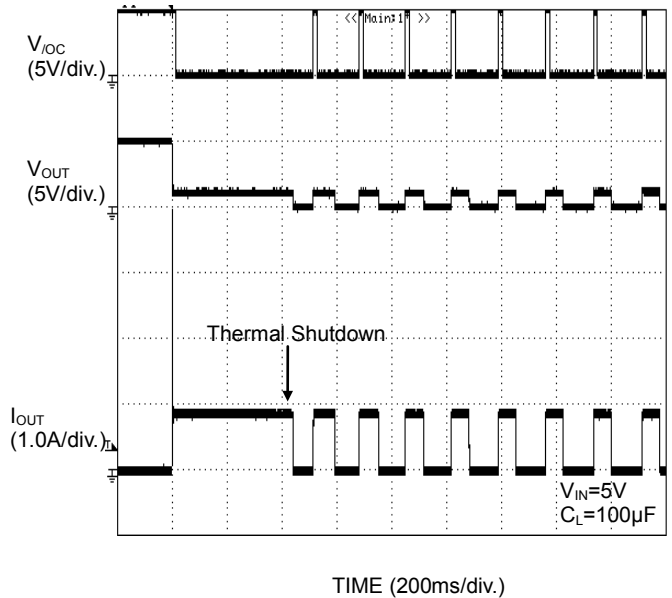 << Main:1 >>
V/OC
(5V/div.)
VOUT
(5V/div.)
Thermal Shutdown
IOUT
(1.0A/div.)
VIN=5V
CL=100µF
TIME (200ms/div.)